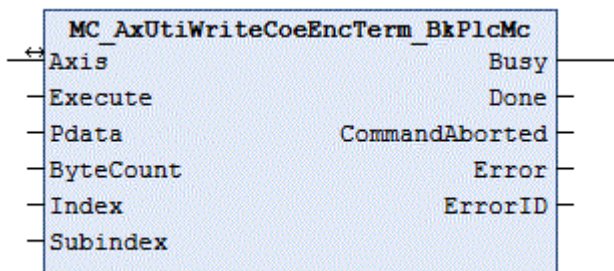 MC_AxUtiWriteCoeEncTerm_BkPlcMc
Axis Busy
Execute Done
Pdata CommandAborted
ByteCount Error
Index ErrorID
Subindex